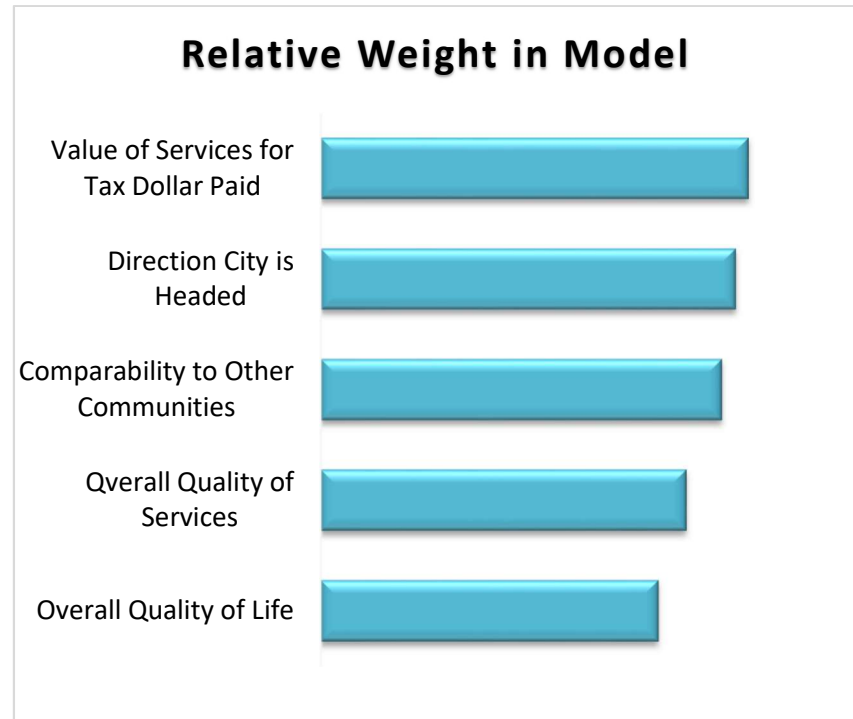 Relative Weight in Model
Value of Services for
Tax Dollar Paid
Direction City is
Headed
Comparability to Other
Communities
Qverall Quality of
Services
Overall Quality of Life